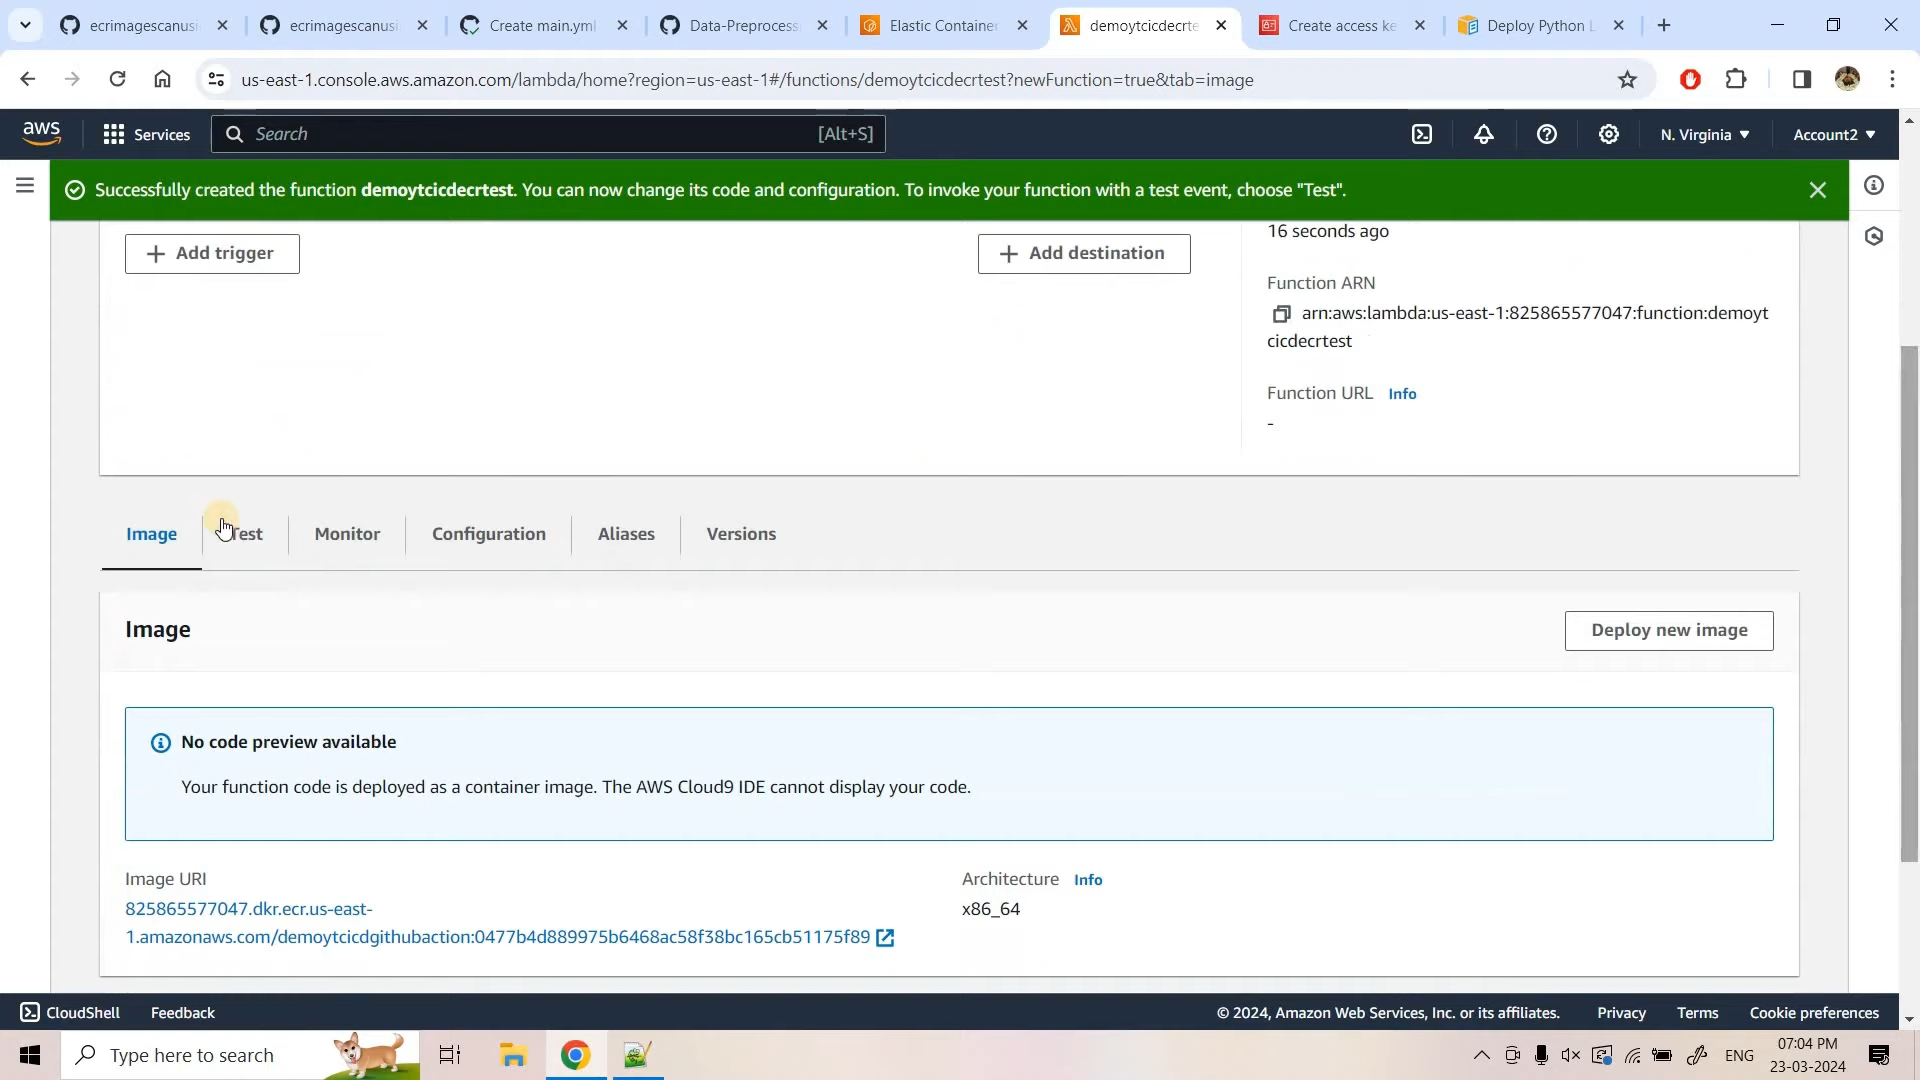 ecrimagescanusi
ecrimagescanusi
Create main.yml
Data-Preprocess
Elastic Container
demoytcicdecrte
Create access ke
Deploy Python L
us-east-1.console.aws.amazon.com/lambda/home?region=us-east-1#/functions/demoytcicdecrtest?newFunction=true&tab=image
aws
Services
Search
[Alt+S]
N. Virginia
Account2
Successfully created the function demoytcicdecrtest. You can now change its code and configuration. To invoke your function with a test event, choose "Test".
Add trigger
Add destination
16 seconds ago
Function ARN
arn:aws:lambda:us-east-1:825865577047:function:demoyt
cicdecrtest
Function URL Info
-
Image
Test
Monitor
Configuration
Aliases
Versions
Image
Deploy new image
No code preview available
Your function code is deployed as a container image. The AWS Cloud9 IDE cannot display your code.
Image URI
825865577047.dkr.ecr.us-east-
1.amazonaws.com/demoytcicdgithubaction:0477b4d889975b6468ac58f38bc165cb51175f89
Architecture Info
x86_64
CloudShell
Feedback
© 2024, Amazon Web Services, Inc. or its affiliates.
Privacy
Terms
Cookie preferences
Type here to search
ENG
07:04 PM
23-03-2024